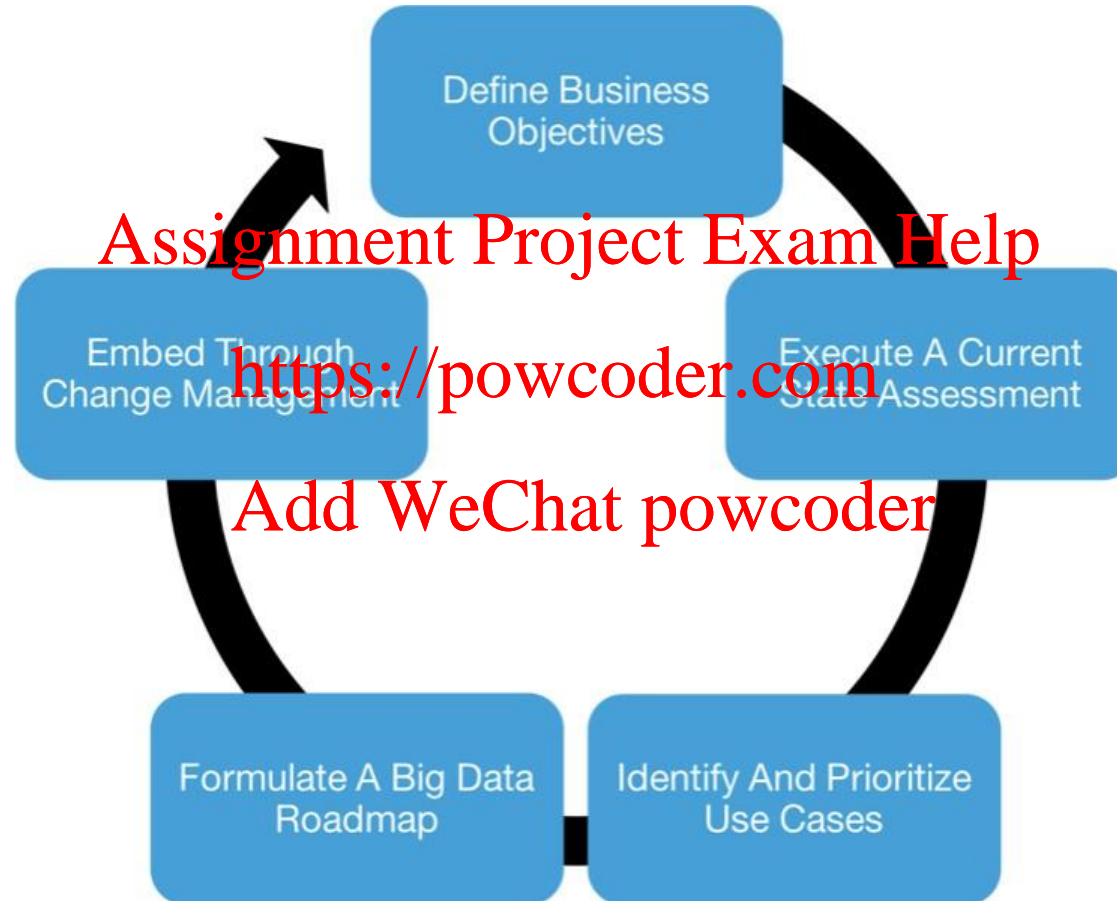 Define Business
Objectives
Assignment Project Exam Help
Embed Through
Change Management
https://powcoder.com
Execute A Current
State Assessment
Add WeChat powcoder
Formulate A Big Data
Roadmap
Identify And Prioritize
Use Cases